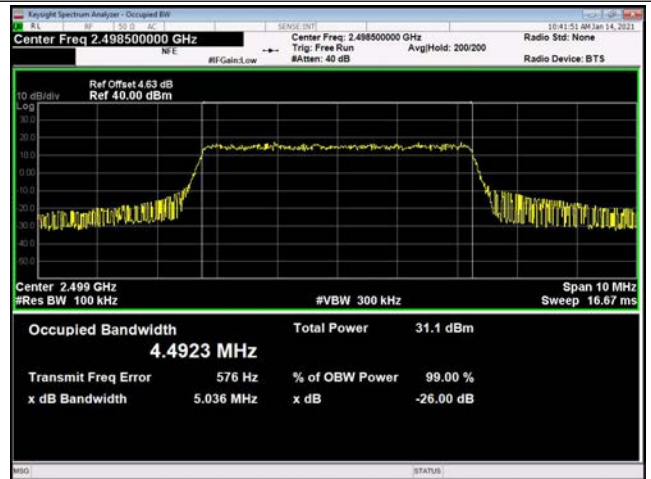 Keysight Spectrum Analyzer - Occupied BW
RL RF 50 Ω AC SENSE:INT 10:41:51 AM Jan 14, 2021
Center Freq 2.498500000 GHz Center Freq: 2.498500000 GHz Radio Std: None
NFE Trig: Free Run Avg|Hold: 200/200
#IFGain:Low #Atten: 40 dB Radio Device: BTS
Ref Offset 4.63 dB
10 dB/div Ref 40.00 dBm
Log
30.0
20.0
10.0
0.00
-10.0
-20.0
-30.0
-40.0
-50.0
Center 2.499 GHz Span 10 MHz
#Res BW 100 kHz #VBW 300 kHz Sweep 16.67 ms
Occupied Bandwidth Total Power 31.1 dBm
4.4923 MHz
Transmit Freq Error 576 Hz % of OBW Power 99.00 %
x dB Bandwidth 5.036 MHz x dB -26.00 dB
MSG STATUS